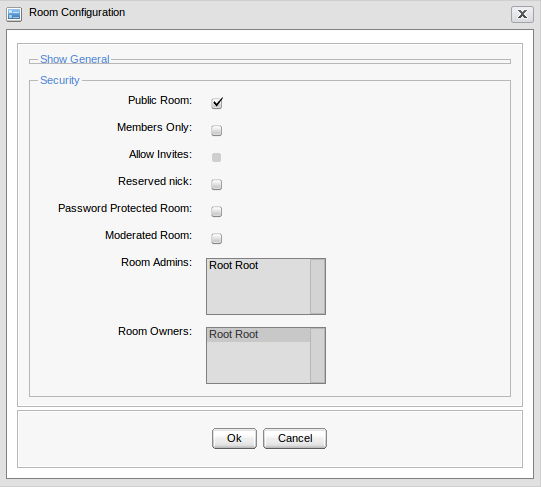 Room Configuration
Show General
Security
Public Room:
Members Only:
Allow Invites:
Reserved nick:
Password Protected Room:
Moderated Room:
Room Admins:
Root Root
Room Owners:
Root Root
Ok Cancel